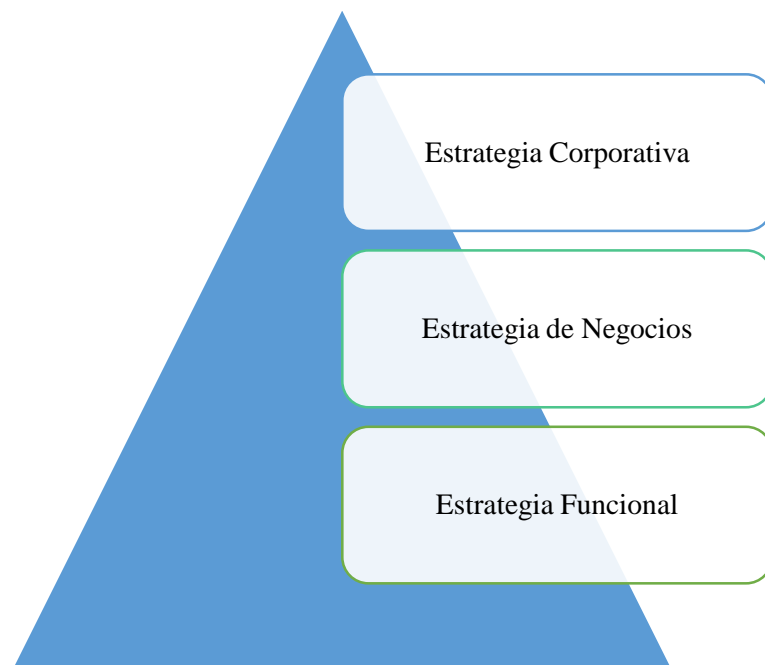 Estrategia Corporativa
Estrategia de Negocios
Estrategia Funcional